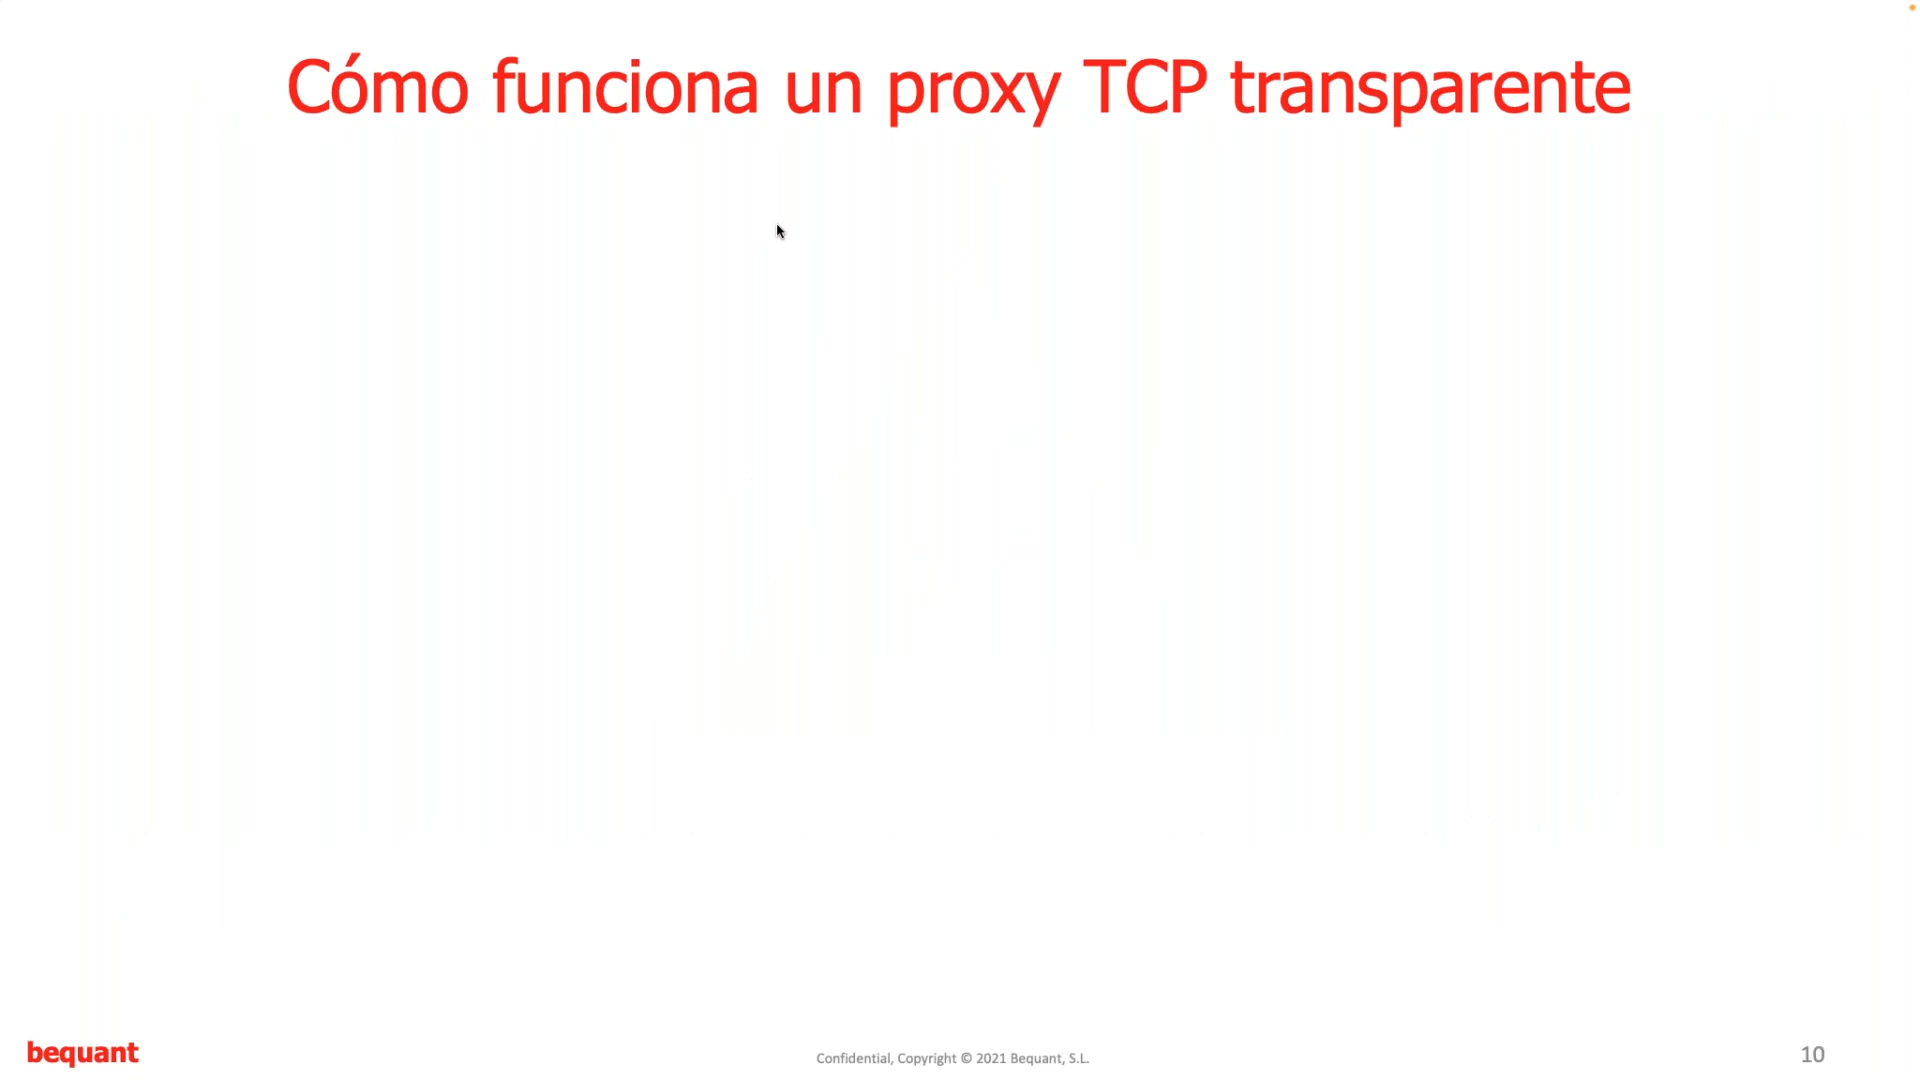 Cómo funciona un proxy TCP transparente
bequant
Confidential, Copyright © 2021 Bequant, S.L.
10